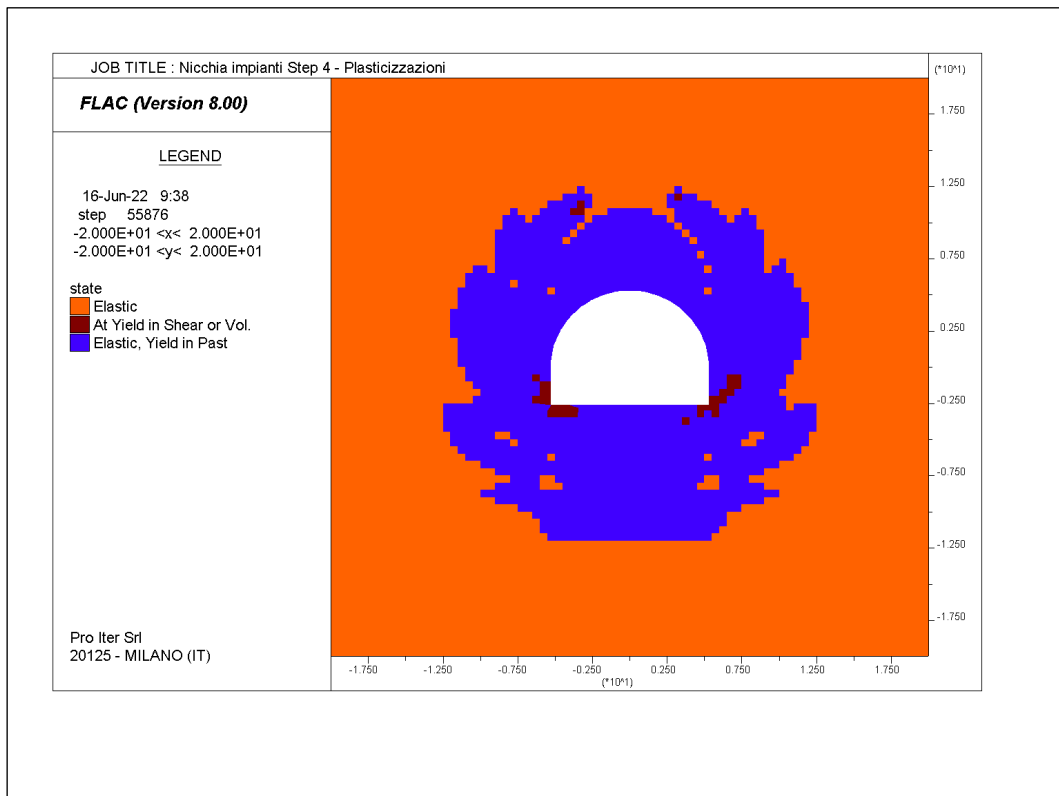 JOB TITLE : Nicchia impianti Step 4 - Plasticizzazioni
(*10^1)
FLAC (Version 8.00)
LEGEND
16-Jun-22 9:38
step 55876
-2.000E+01 <x< 2.000E+01
-2.000E+01 <y< 2.000E+01
state
Elastic
At Yield in Shear or Vol.
Elastic, Yield in Past
Pro Iter Srl
20125 - MILANO (IT)
1.750
1.250
0.750
0.250
-0.250
-0.750
-1.250
-1.750
-1.750 -1.250 -0.750 -0.250 0.250 0.750 1.250 1.750
(*10^1)